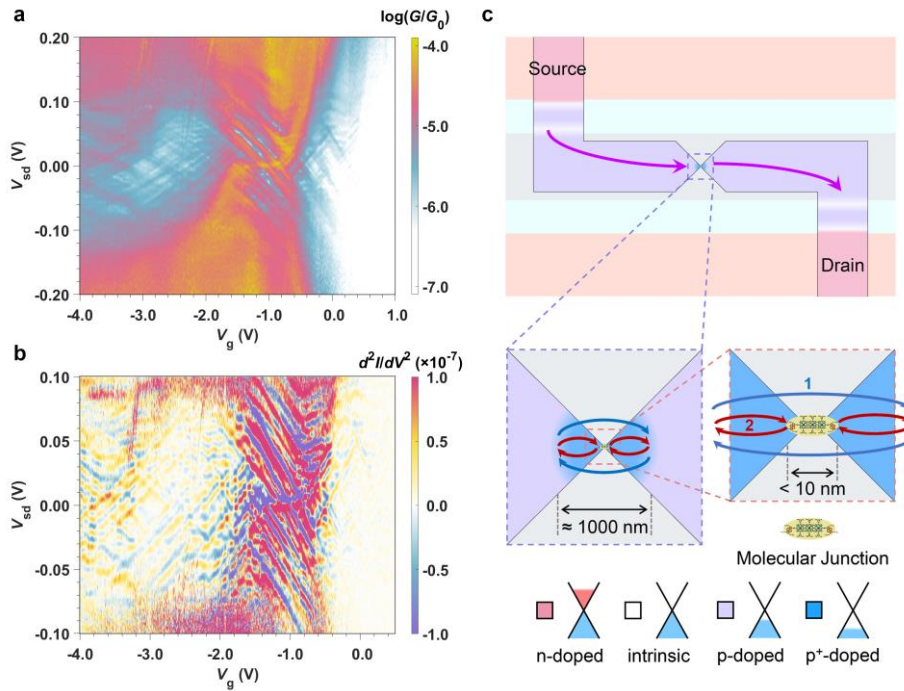 a
log(G/G₀)
0.20
0.10
0.00
-0.10
-0.20
V_sd (V)
-4.0 -3.0 -2.0 -1.0 0.0 1.0
V_g (V)
-4.0
-5.0
-6.0
-7.0
b
d²I/dV² (×10⁻⁷)
0.10
0.05
0.00
-0.05
-0.10
V_sd (V)
-4.0 -3.0 -2.0 -1.0 0.0
V_g (V)
1.0
0.5
0.0
-0.5
-1.0
c
Source
Drain
≈ 1000 nm
1
2
< 10 nm
Molecular Junction
n-doped intrinsic p-doped p⁺-doped